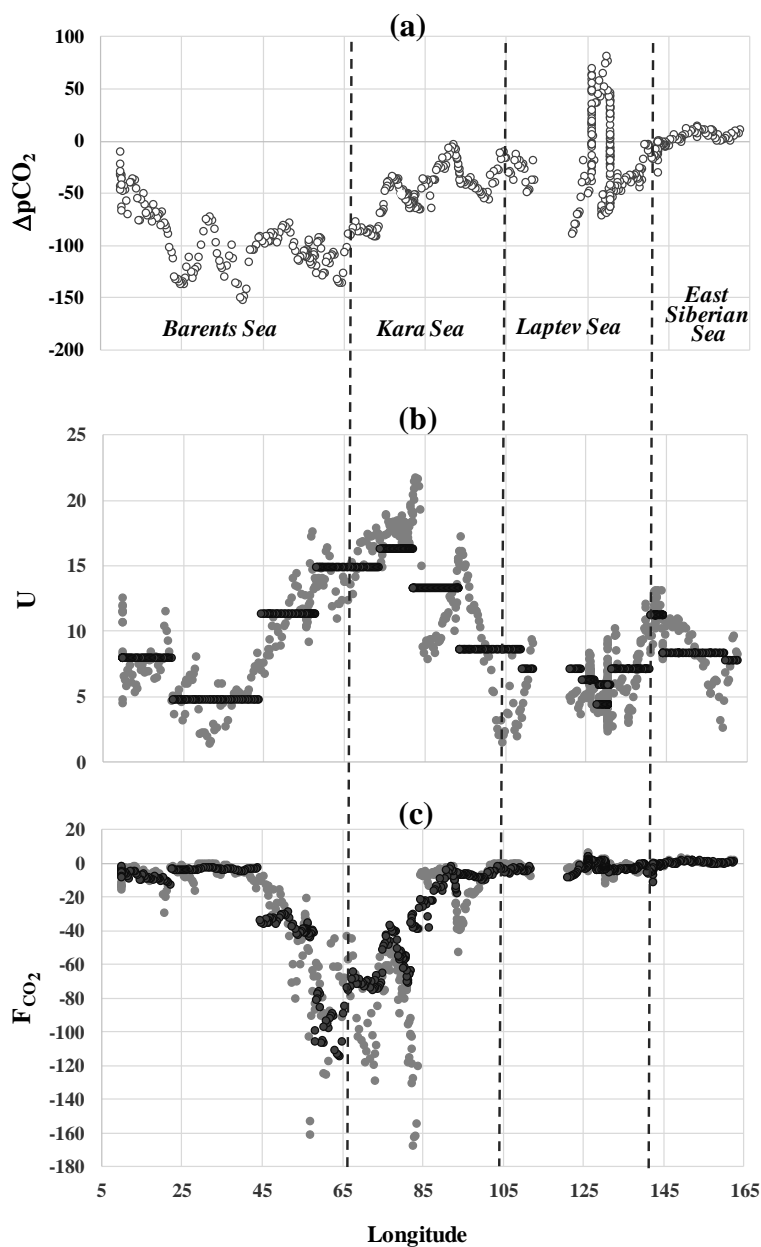 (a)
100
50
0
-50
-100
-150
-200
ΔpCO₂
Barents Sea
Kara Sea
Laptev Sea
East
Siberian
Sea
(b)
25
20
15
10
5
0
U
(c)
20
0
-20
-40
-60
-80
-100
-120
-140
-160
-180
F_CO₂
5 25 45 65 85 105 125 145 165
Longitude